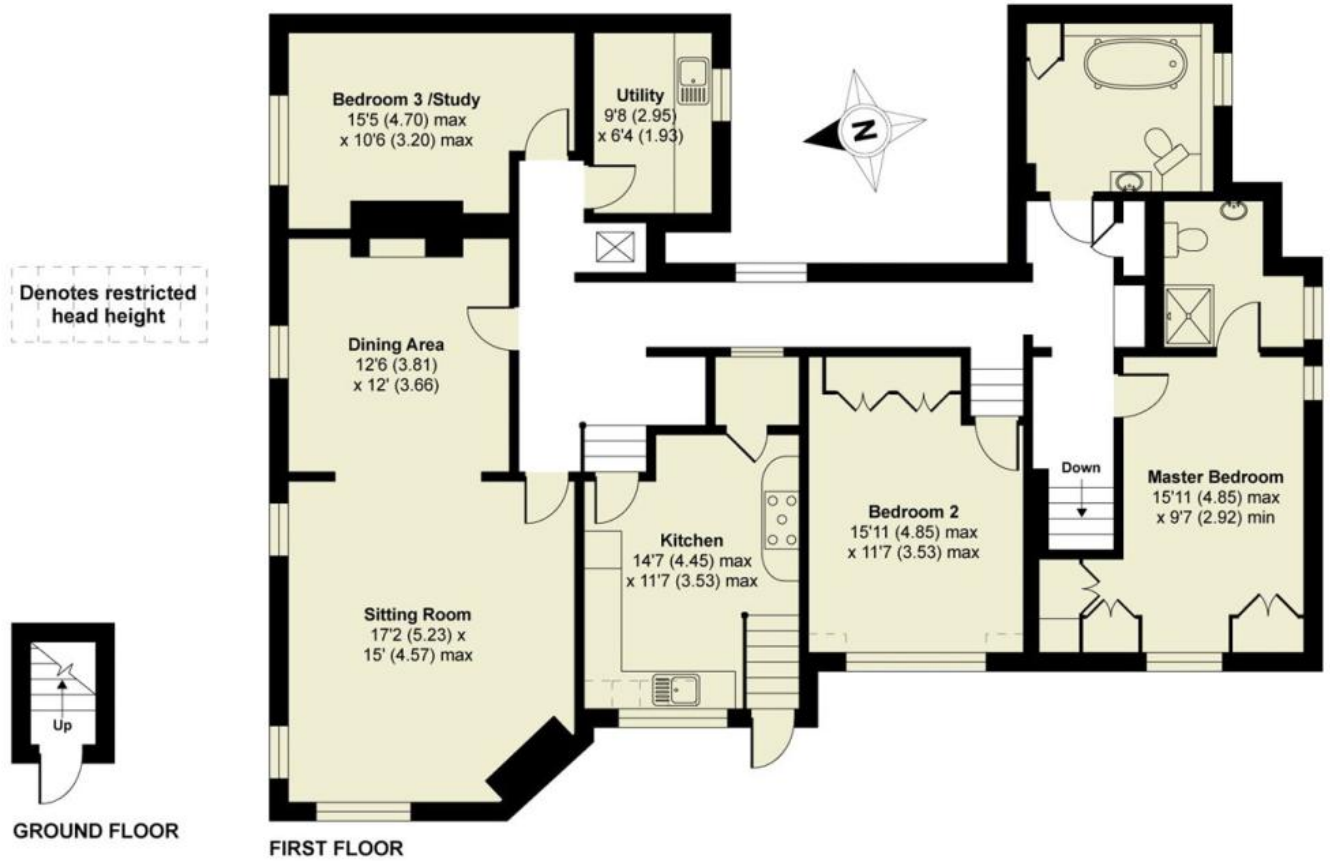 Bedroom 3 /Study
15'5 (4.70) max
x 10'6 (3.20) max
Utility
9'8 (2.95)
x 6'4 (1.93)
N
Denotes restricted
head height
Dining Area
12'6 (3.81)
x 12' (3.66)
Down
Master Bedroom
15'11 (4.85) max
x 9'7 (2.92) min
Bedroom 2
15'11 (4.85) max
x 11'7 (3.53) max
Kitchen
14'7 (4.45) max
x 11'7 (3.53) max
Sitting Room
17'2 (5.23) x
15' (4.57) max
Up
GROUND FLOOR
FIRST FLOOR